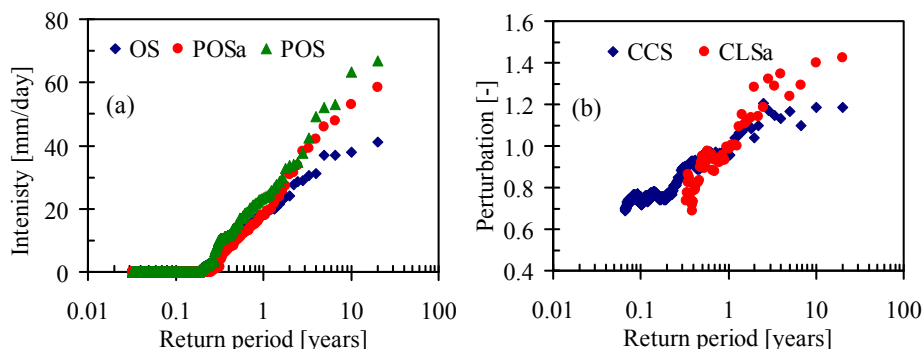 80
60
40
20
0
Intenisty [mm/day]
OS
POSa
POS
(a)
0.01
0.1
1
10
100
Return period [years]
1.6
1.4
1.2
1.0
0.8
0.6
0.4
Perturbation [-]
CCS
CLSa
(b)
0.01
0.1
1
10
100
Return period [years]